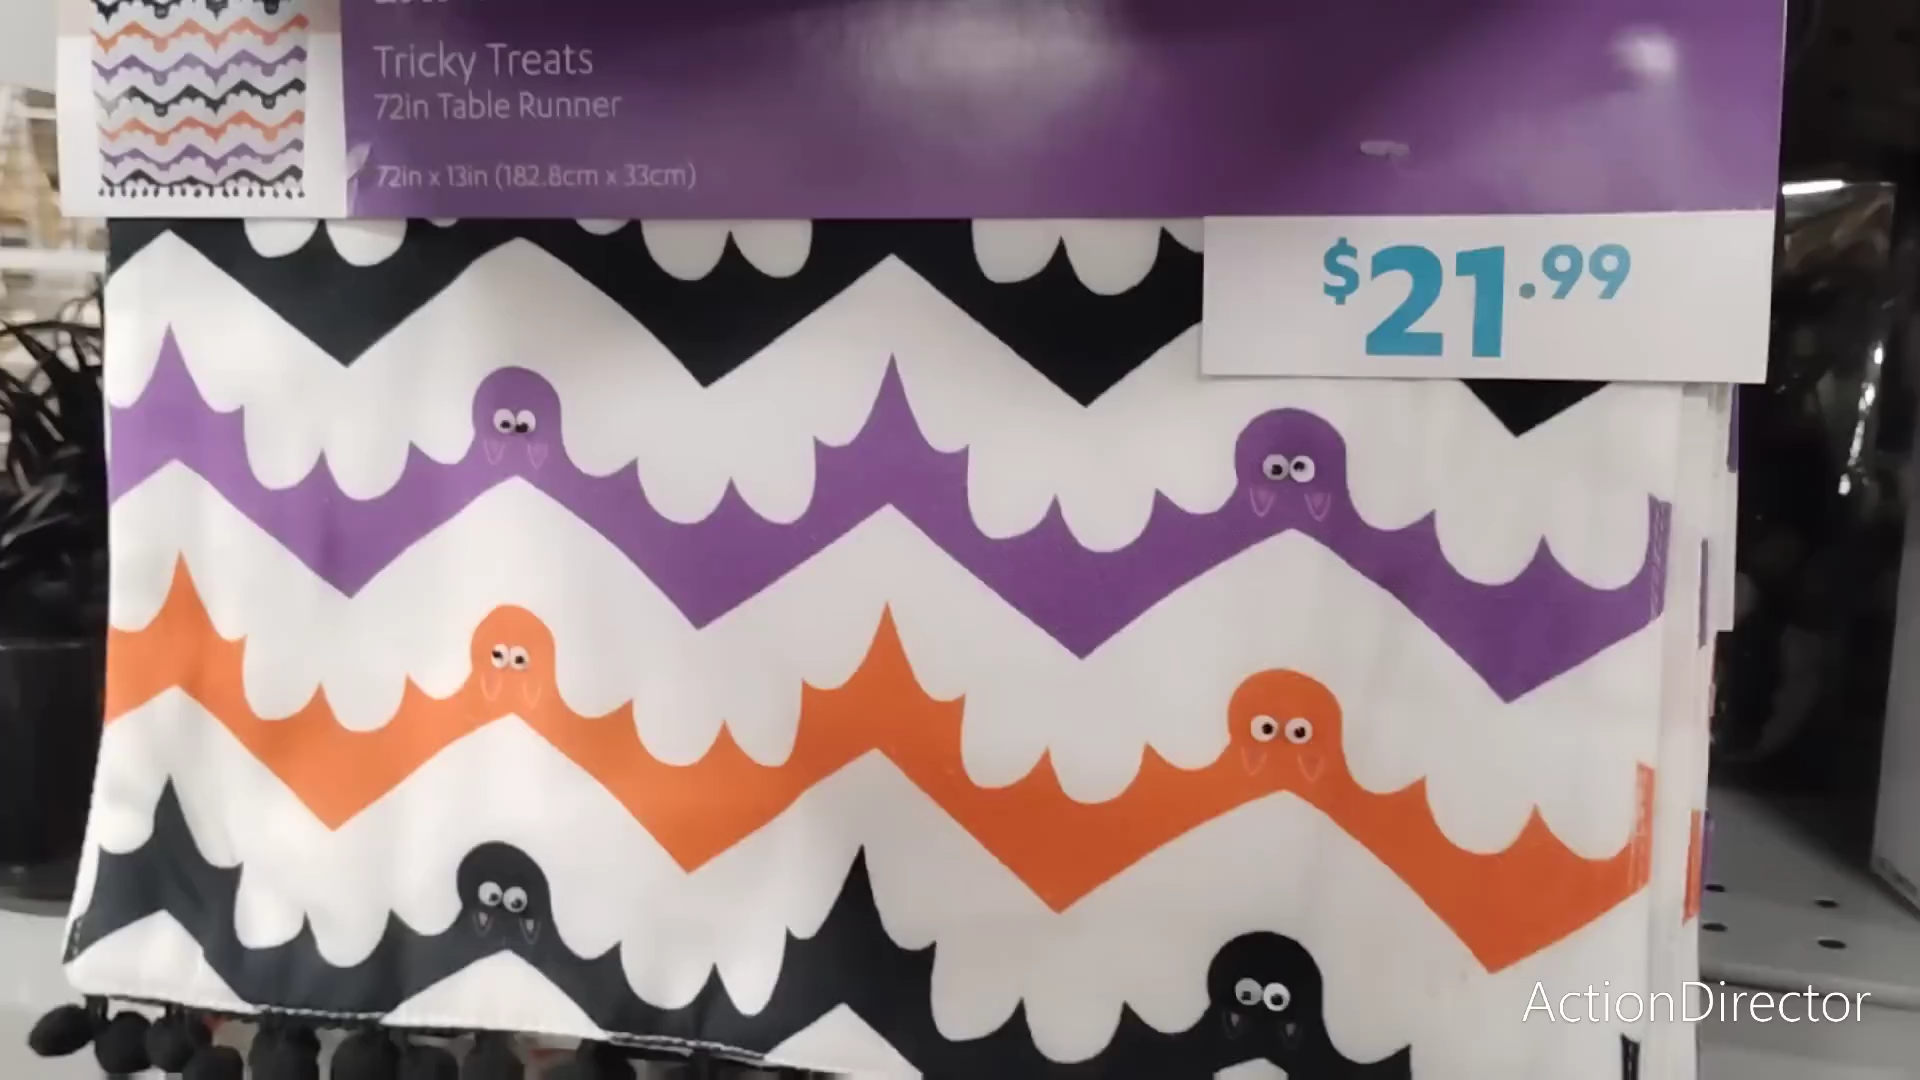 Tricky Treats
72in Table Runner
72in x 13in (182.8cm x 33cm)
$21.99
ActionDirector